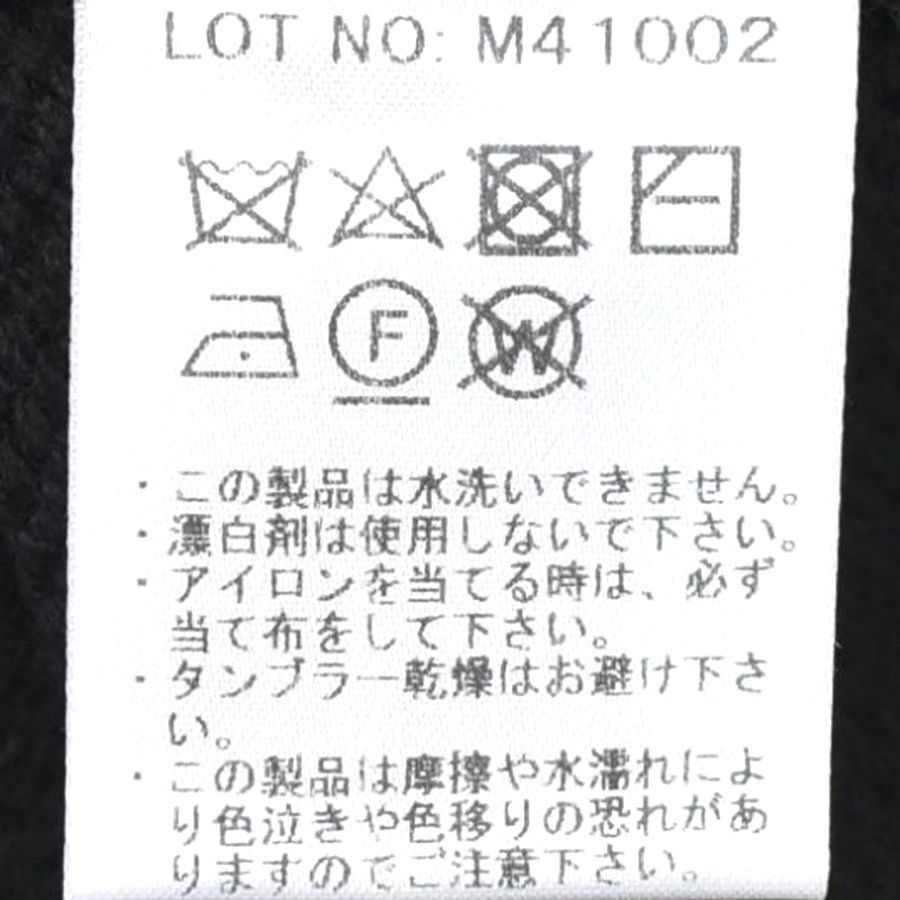 LOT NO: M41002
F
W
・この製品は水洗いできません。
・漂白剤は使用しないで下さい。
・アイロンを当てる時は、必ず
当て布をして下さい。
・タンブラー乾燥はお避け下さ
い。
・この製品は摩擦や水濡れによ
り色泣きや色移りの恐れがあ
りますのでご注意下さい。